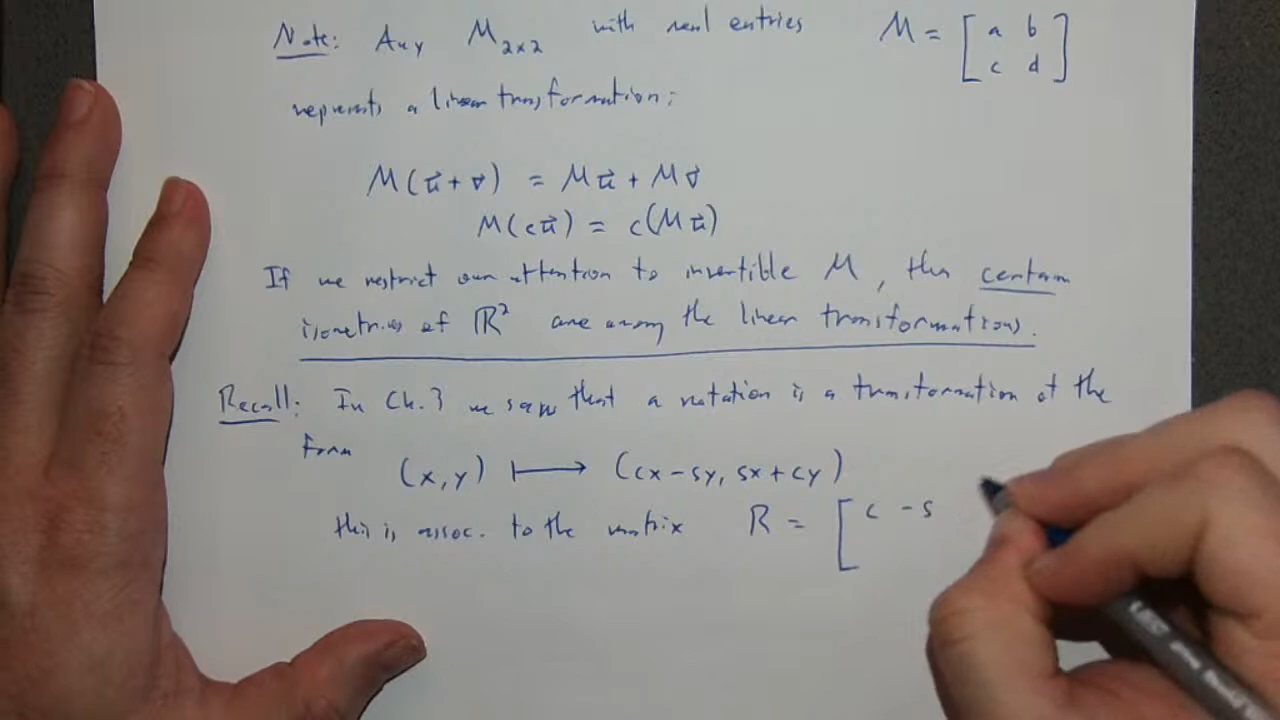 Note: Any M2x2 with real entries M = [ a b
c d ]
represents a linear transformation:
M(u⃗ + v⃗) = Mu⃗ + Mv⃗
M(cu⃗) = c(Mu⃗)
If we restrict our attention to invertible M, then certain
isometries of ℝ² are among the linear transformations.
Recall: In Ch. 3 we saw that a rotation is a transformation of the
form
(x,y) ↦ (cx-sy, sx+cy)
this is assoc. to the matrix R = [ c -s